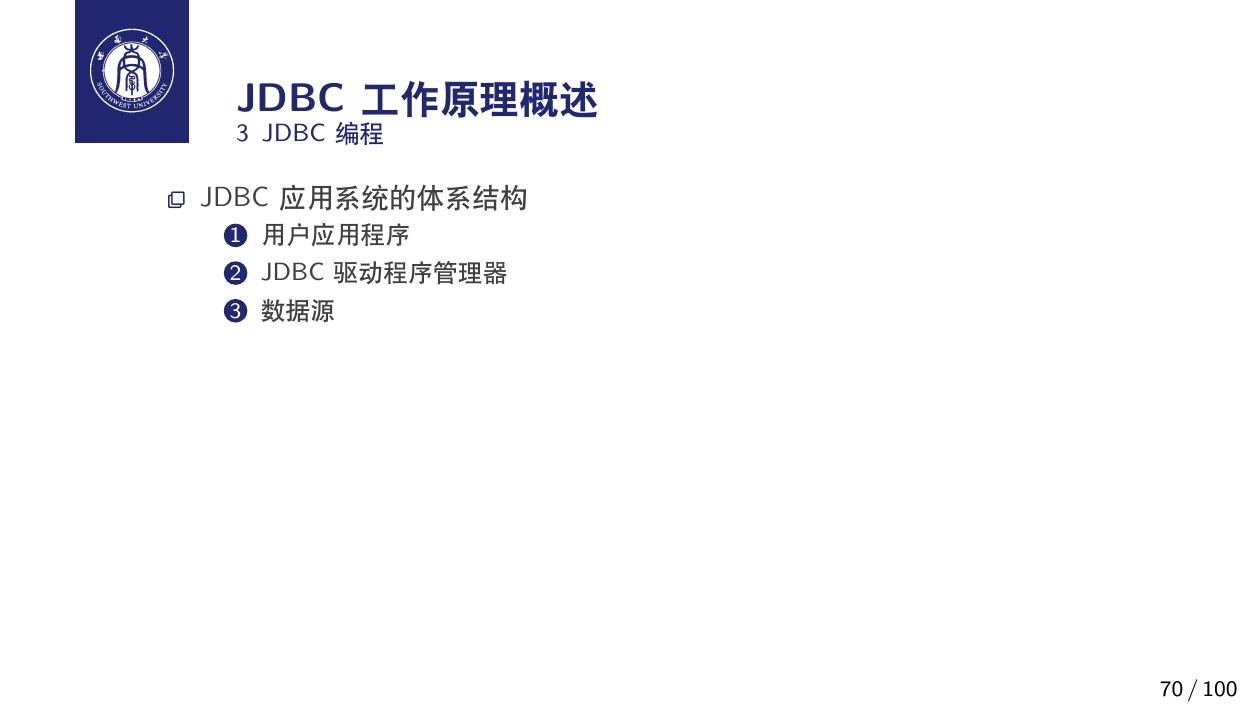 西南大学
SOUTHWEST UNIVERSITY
JDBC 工作原理概述
3 JDBC 编程
JDBC 应用系统的体系结构
1 用户应用程序
2 JDBC 驱动程序管理器
3 数据源
70 / 100